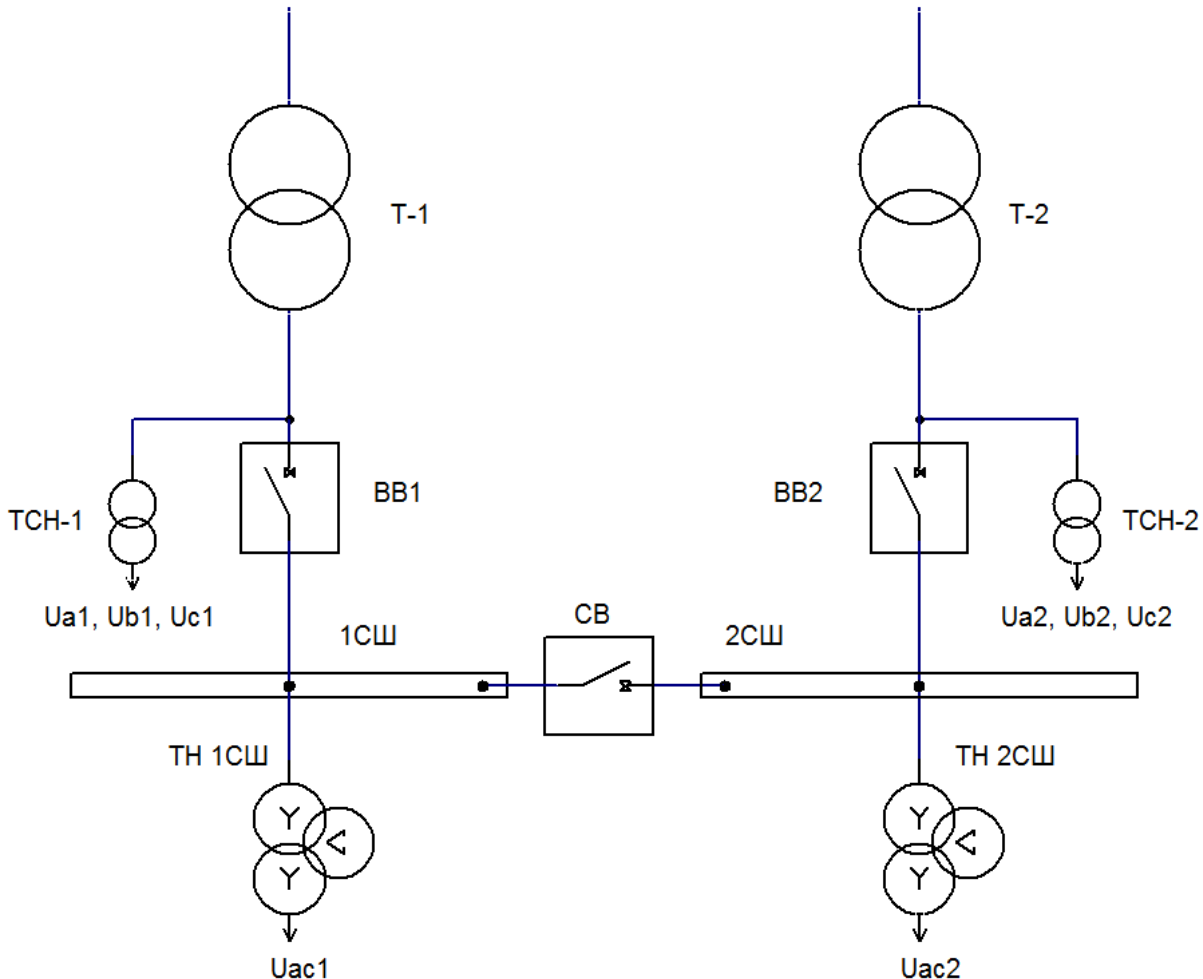 Т-1
Т-2
ТСН-1
ВВ1
ВВ2
ТСН-2
Ua1, Ub1, Uc1
СВ
Ua2, Ub2, Uc2
1СШ
2СШ
ТН 1СШ
ТН 2СШ
Y
Y
Y
Y
Uac1
Uac2